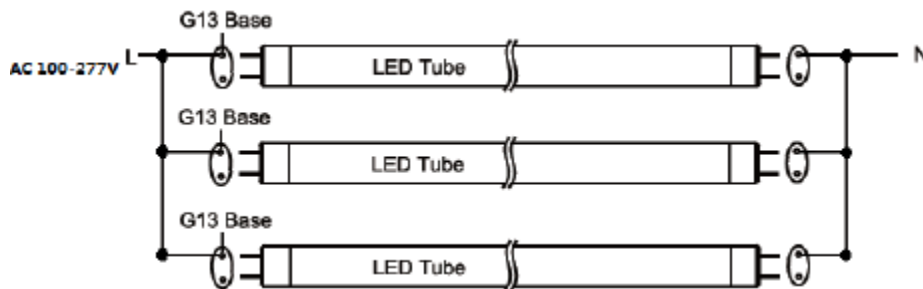 G13 Base
AC 100-277V L
LED Tube
N
G13 Base
LED Tube
G13 Base
LED Tube